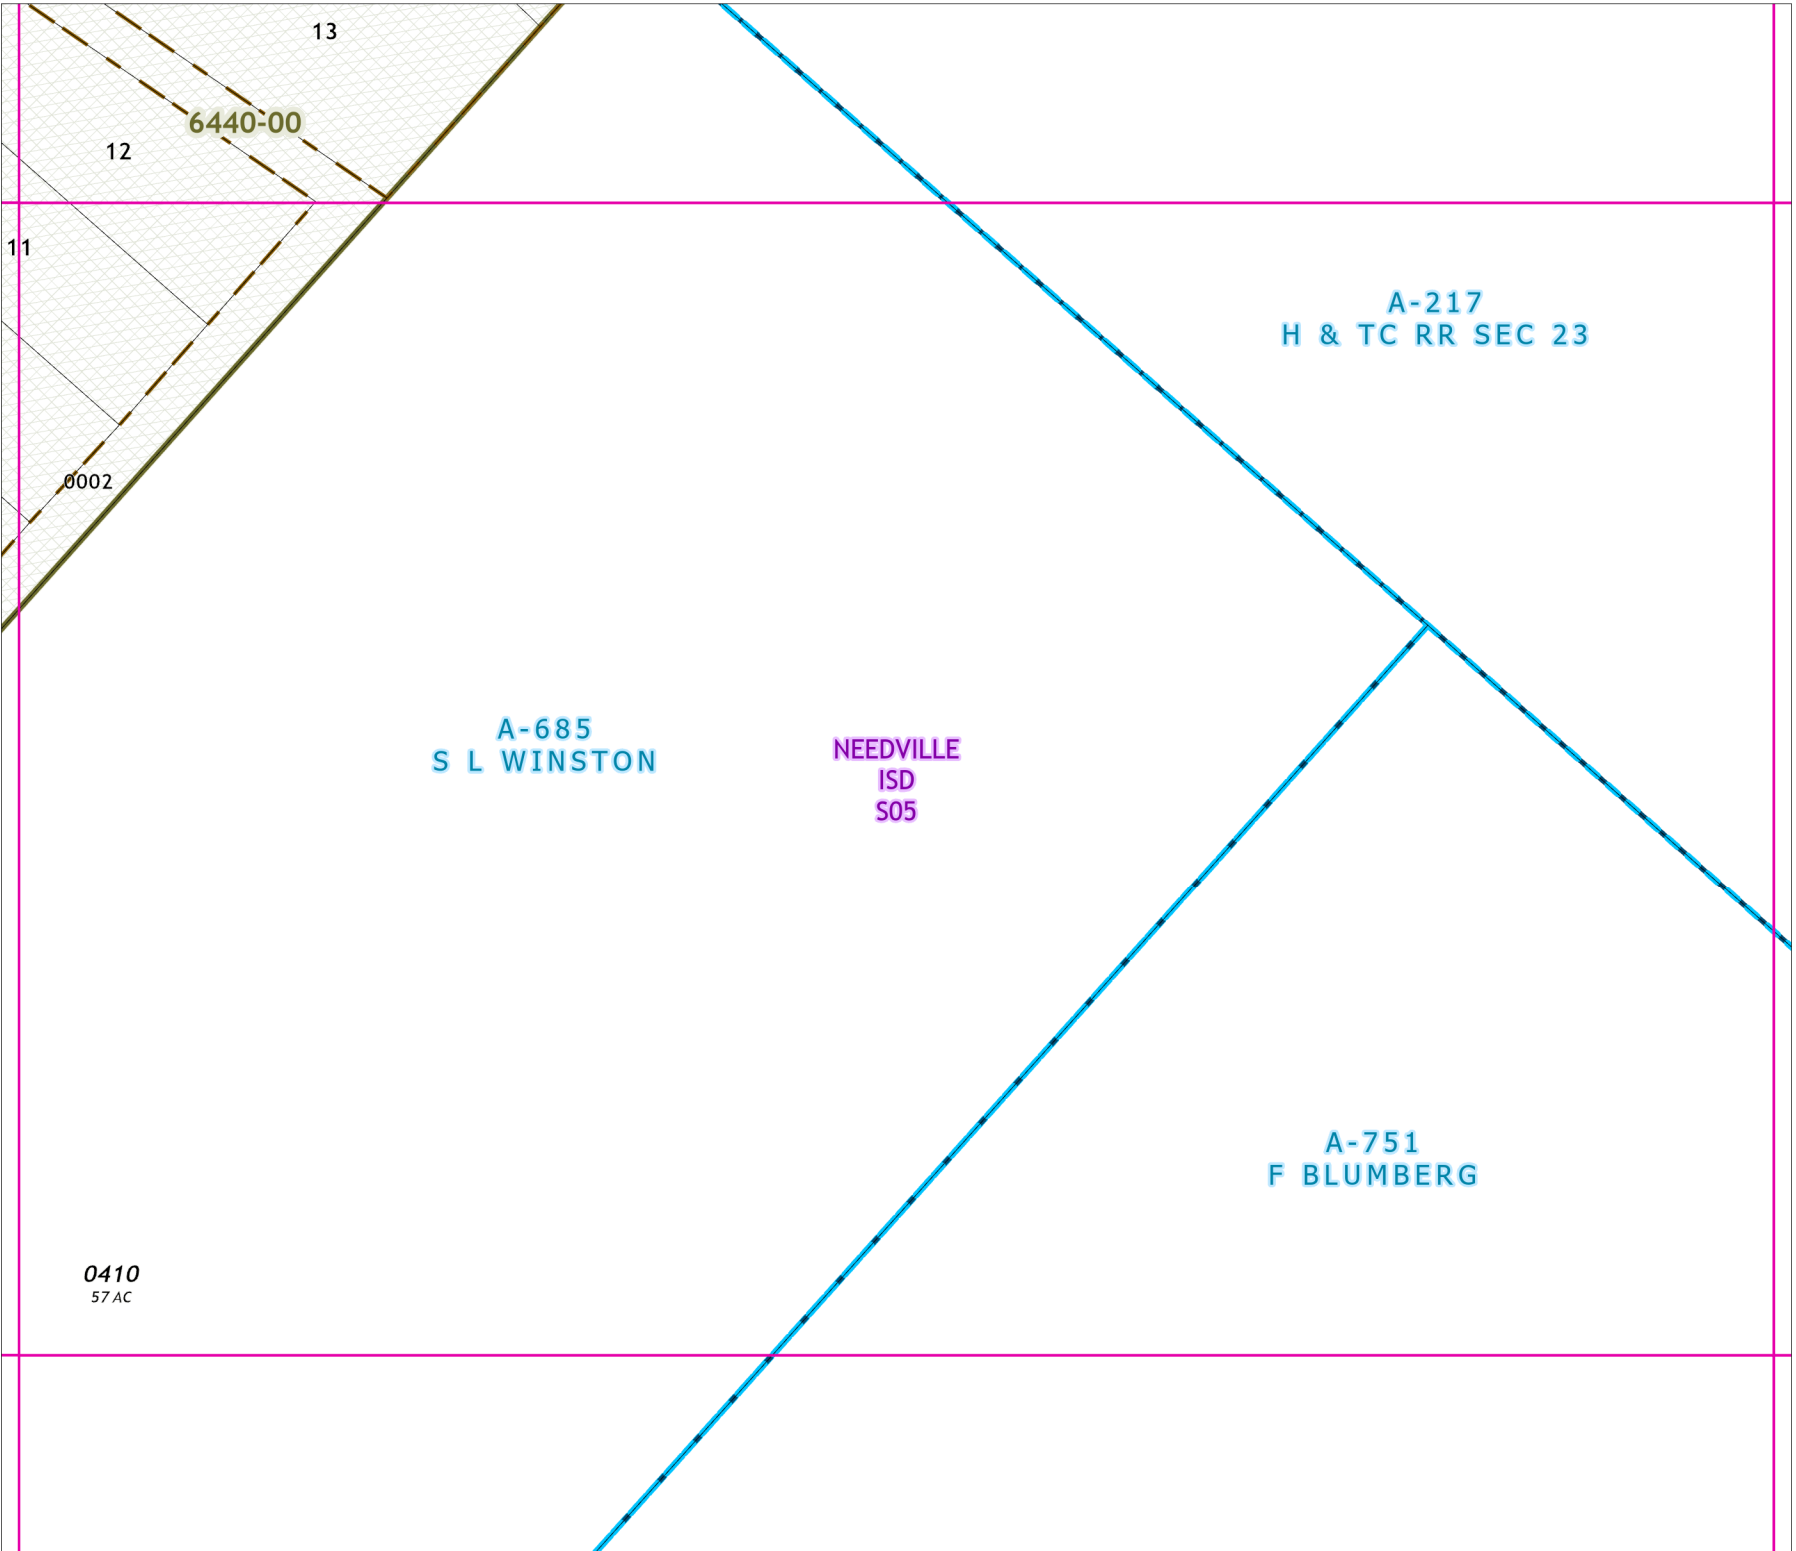 13
6440-00
12
11
A-217
H & TC RR SEC 23
0002
A-685
S L WINSTON
NEEDVILLE
ISD
S05
A-751
F BLUMBERG
0410
57 AC